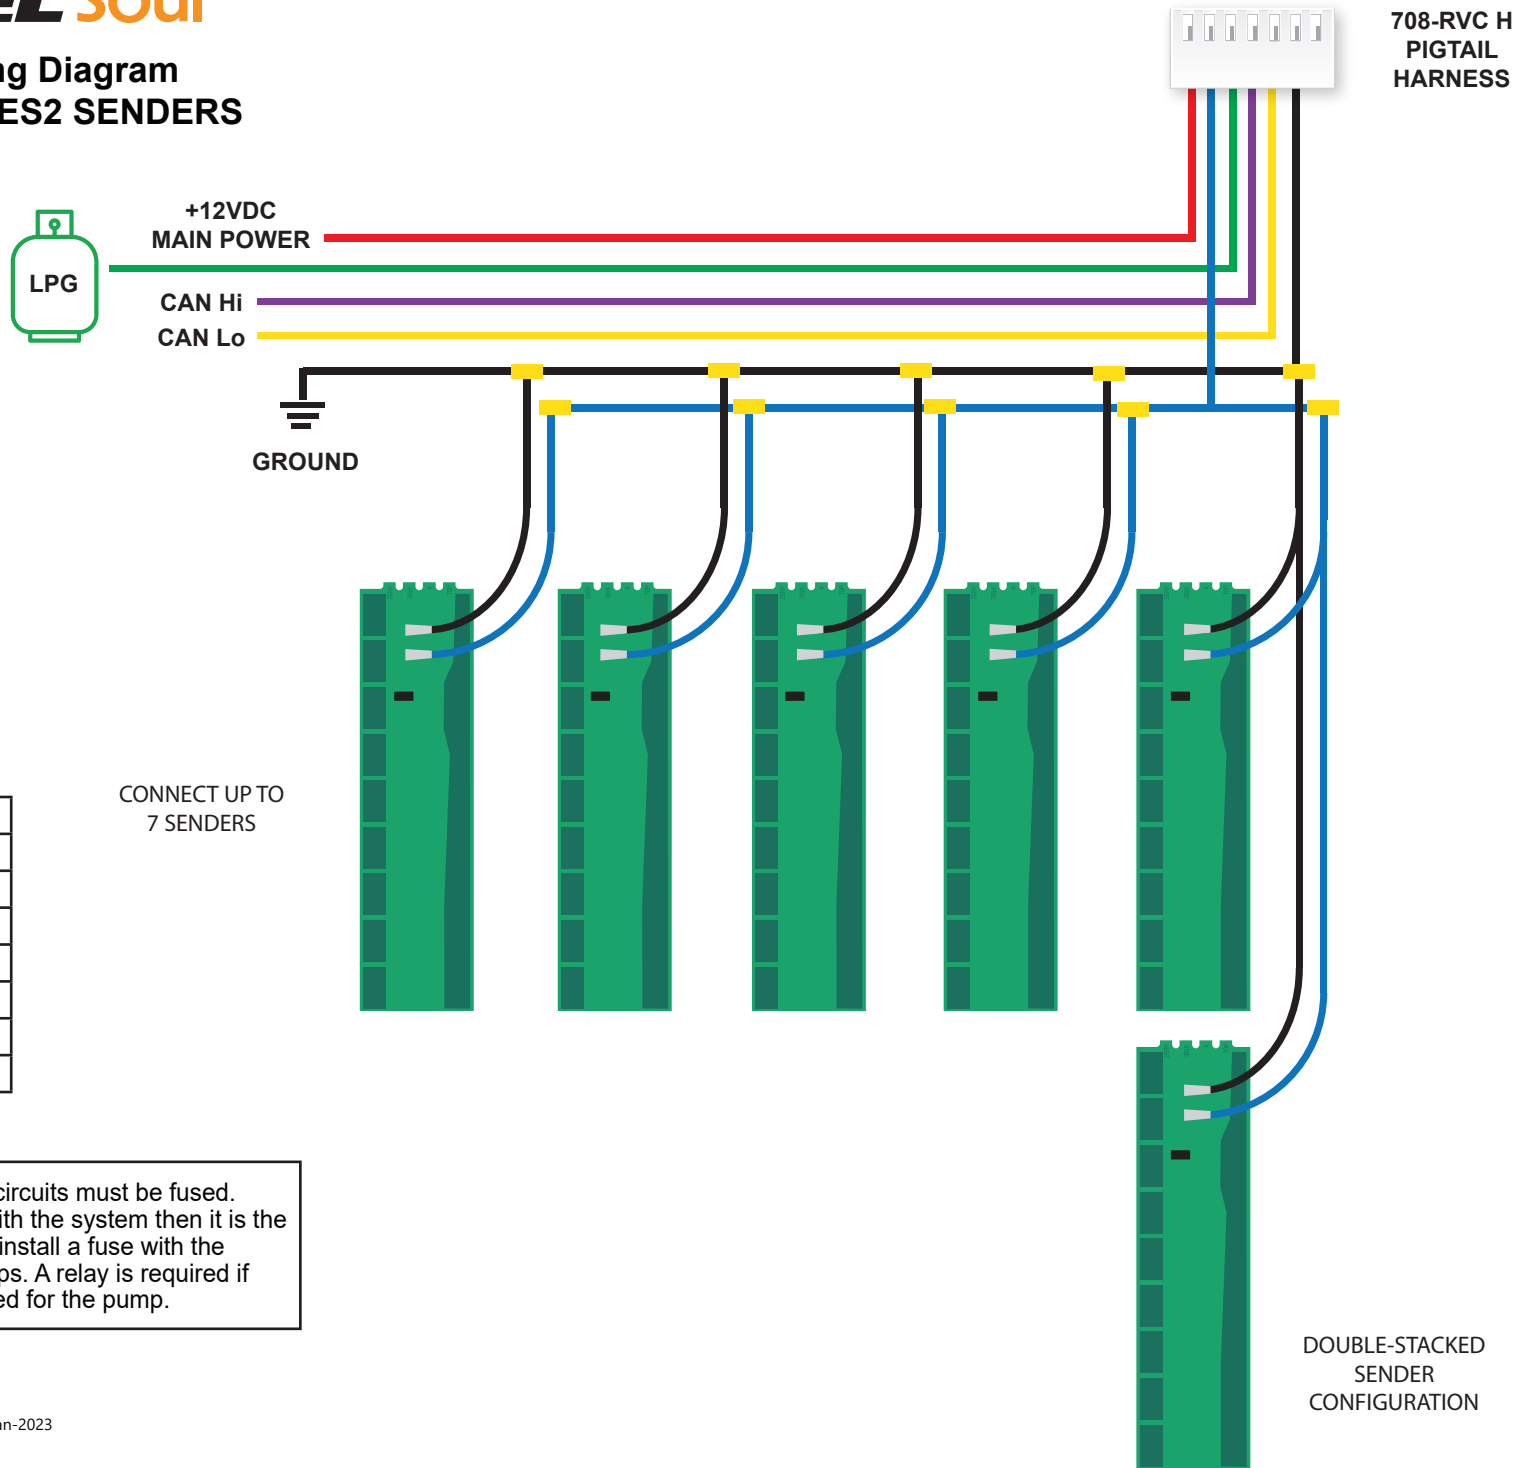 Soul
ng Diagram
ES2 SENDERS
708-RVC H
PIGTAIL
HARNESS
+12VDC
MAIN POWER
LPG
CAN Hi
CAN Lo
GROUND
CONNECT UP TO
7 SENDERS
circuits must be fused.
ith the system then it is the
install a fuse with the
ps. A relay is required if
ed for the pump.
DOUBLE-STACKED
SENDER
CONFIGURATION
an-2023